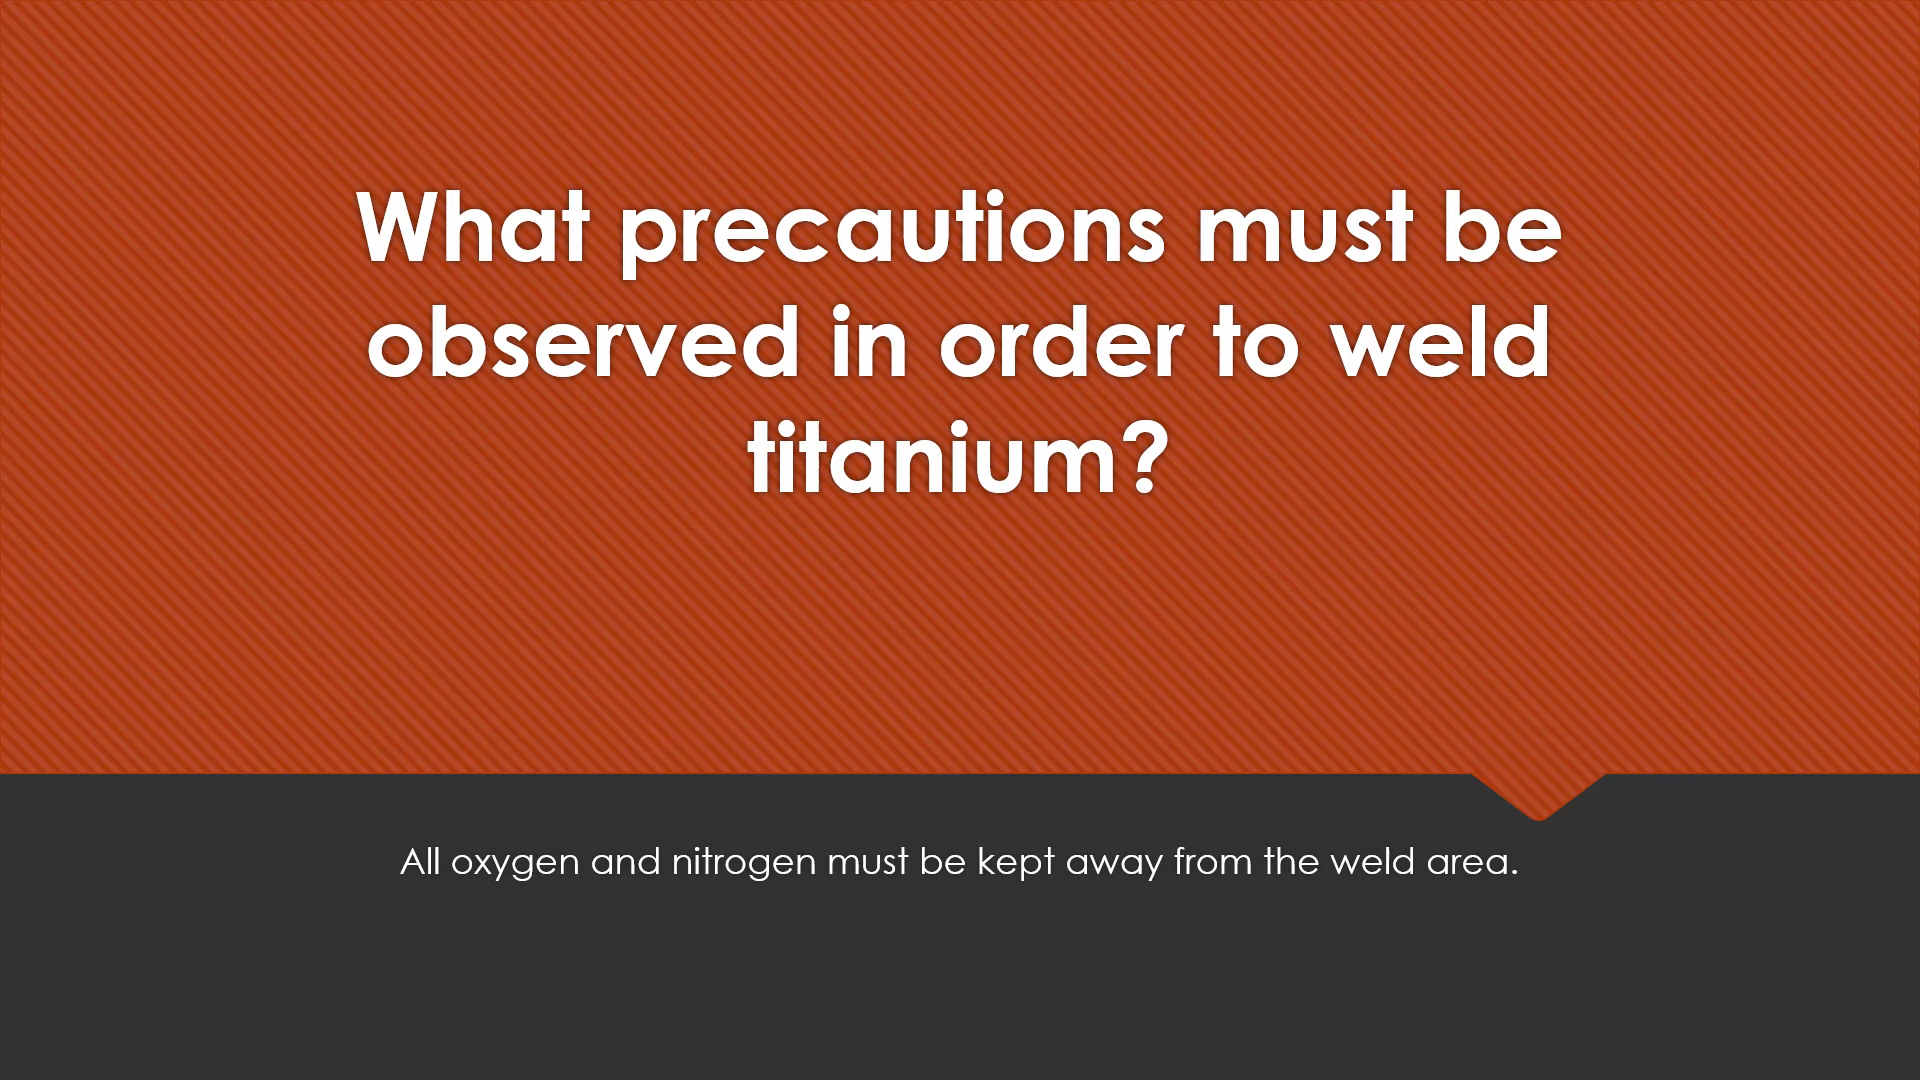 What precautions must be
observed in order to weld
titanium?
All oxygen and nitrogen must be kept away from the weld area.